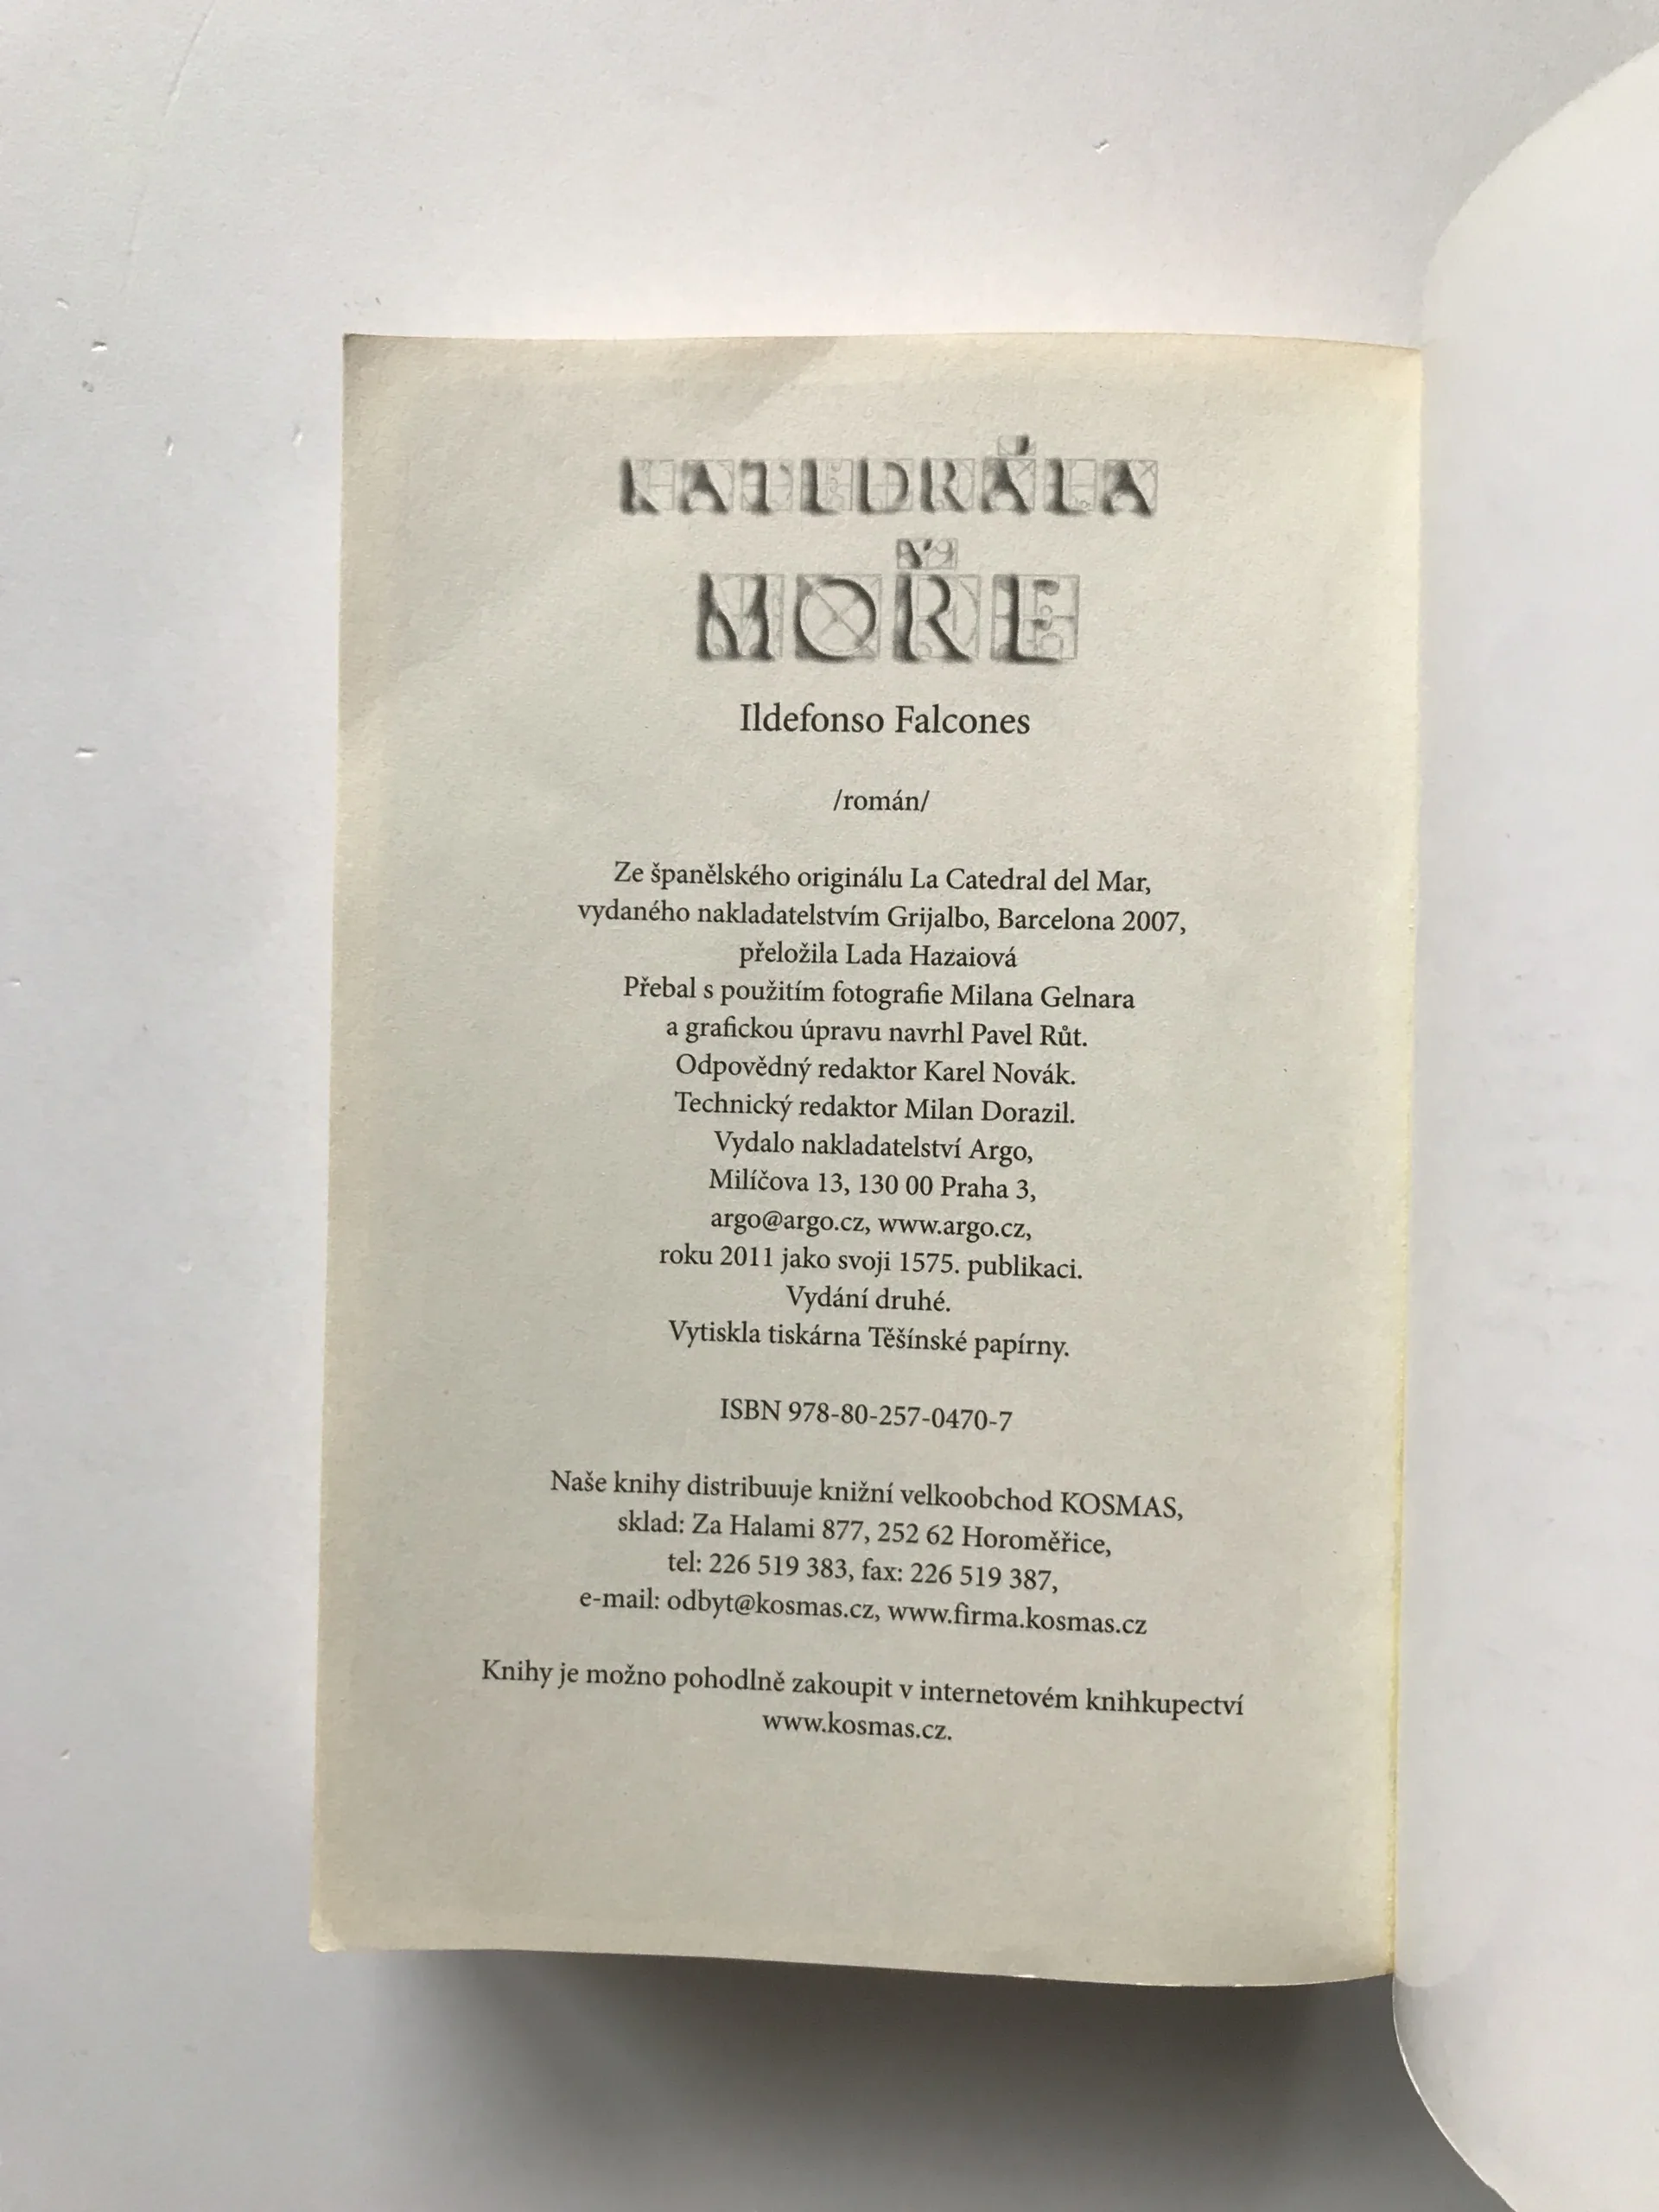 KATEDRÁLA
MOŘE
Ildefonso Falcones
/román/
Ze španělského originálu La Catedral del Mar,
vydaného nakladatelstvím Grijalbo, Barcelona 2007,
přeložila Lada Hazaiová
Přebal s použitím fotografie Milana Gelnara
a grafickou úpravu navrhl Pavel Růt.
Odpovědný redaktor Karel Novák.
Technický redaktor Milan Dorazil.
Vydalo nakladatelství Argo,
Milíčova 13, 130 00 Praha 3,
argo@argo.cz, www.argo.cz,
roku 2011 jako svoji 1575. publikaci.
Vydání druhé.
Vytiskla tiskárna Těšínské papírny.
ISBN 978-80-257-0470-7
Naše knihy distribuuje knižní velkoobchod KOSMAS,
sklad: Za Halami 877, 252 62 Horoměřice,
tel: 226 519 383, fax: 226 519 387,
e-mail: odbyt@kosmas.cz, www.firma.kosmas.cz
Knihy je možno pohodlně zakoupit v internetovém knihkupectví
www.kosmas.cz.